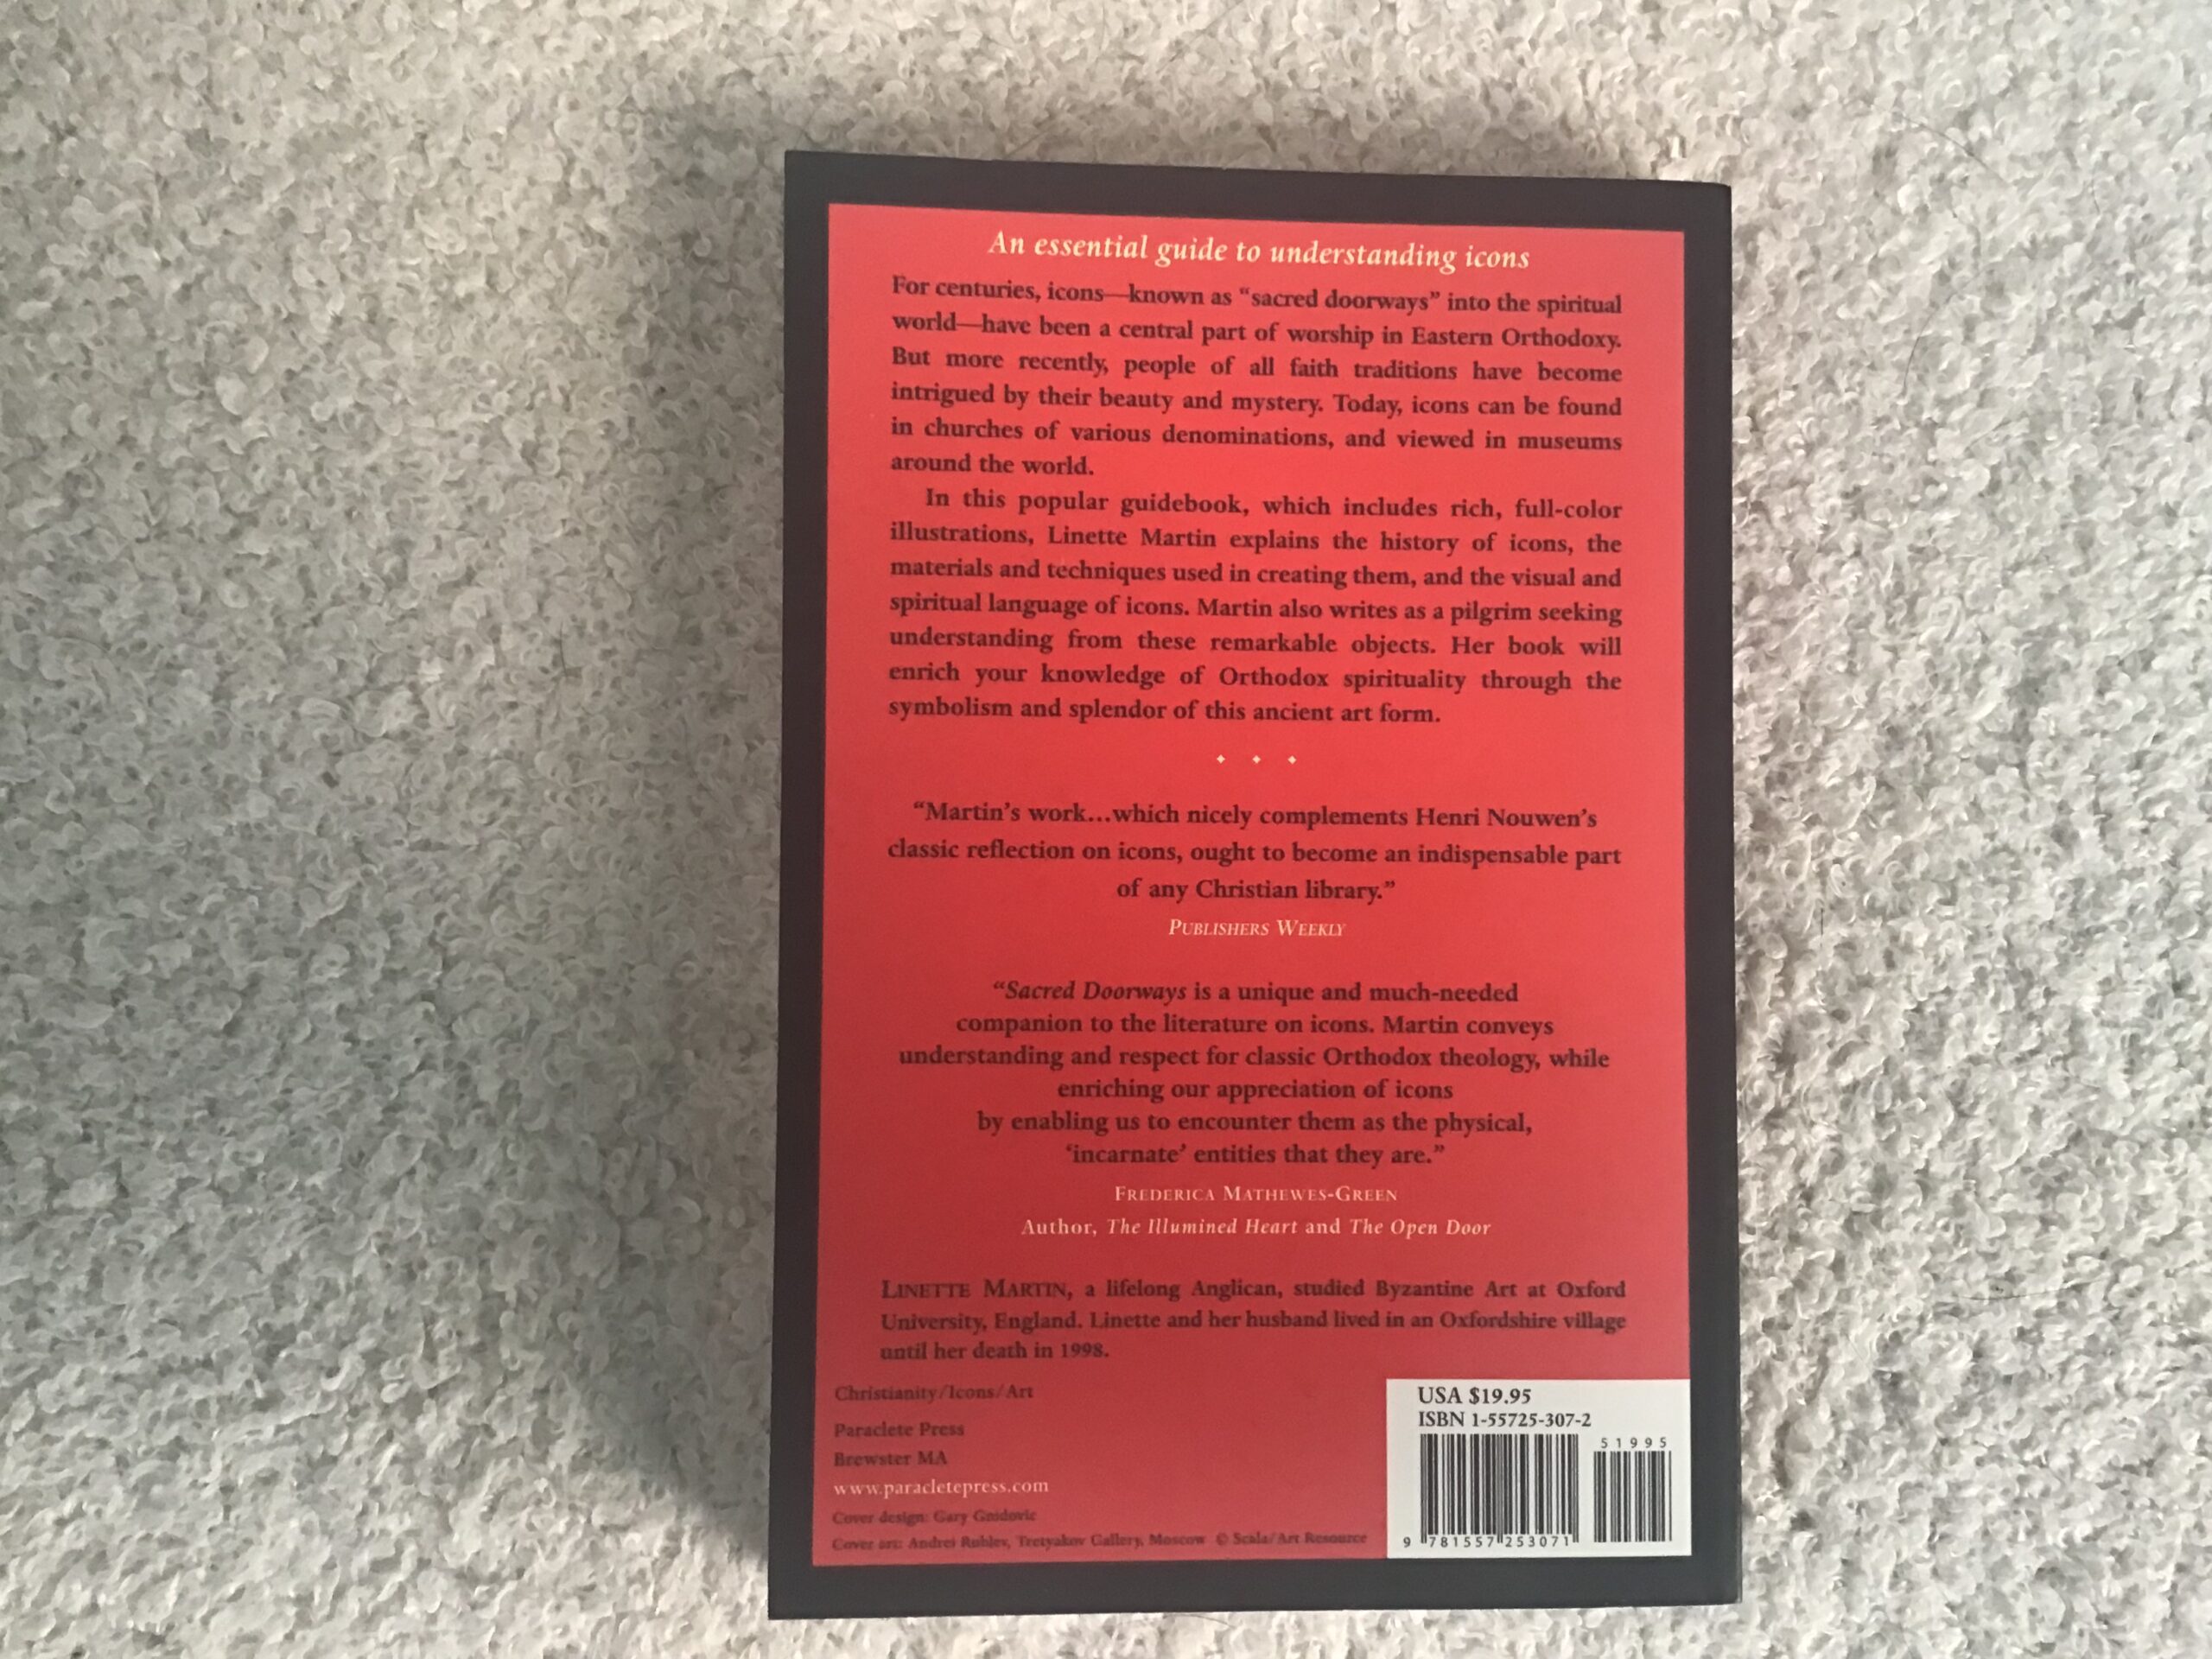 An essential guide to understanding icons
For centuries, icons—known as “sacred doorways” into the spiritual
world—have been a central part of worship in Eastern Orthodoxy.
But more recently, people of all faith traditions have become
intrigued by their beauty and mystery. Today, icons can be found
in churches of various denominations, and viewed in museums
around the world.
In this popular guidebook, which includes rich, full-color
illustrations, Linette Martin explains the history of icons, the
materials and techniques used in creating them, and the visual and
spiritual language of icons. Martin also writes as a pilgrim seeking
understanding from these remarkable objects. Her book will
enrich your knowledge of Orthodox spirituality through the
symbolism and splendor of this ancient art form.
“Martin’s work...which nicely complements Henri Nouwen’s
classic reflection on icons, ought to become an indispensable part
of any Christian library.”
PUBLISHERS WEEKLY
“Sacred Doorways is a unique and much-needed
companion to the literature on icons. Martin conveys
understanding and respect for classic Orthodox theology, while
enriching our appreciation of icons
by enabling us to encounter them as the physical,
‘incarnate’ entities that they are.”
FREDERICA MATHEWES-GREEN
Author, The Illumined Heart and The Open Door
LINETTE MARTIN, a lifelong Anglican, studied Byzantine Art at Oxford
University, England. Linette and her husband lived in an Oxfordshire village
until her death in 1998.
Christianity/Icons/Art
Paraclete Press
Brewster MA
www.paracletepress.com
Cover design: Gary Gnidovic
Cover art: Andrei Rublev, Tretyakov Gallery, Moscow © Scala/Art Resource
USA $19.95
ISBN 1-55725-307-2
51995
9 781557 253071